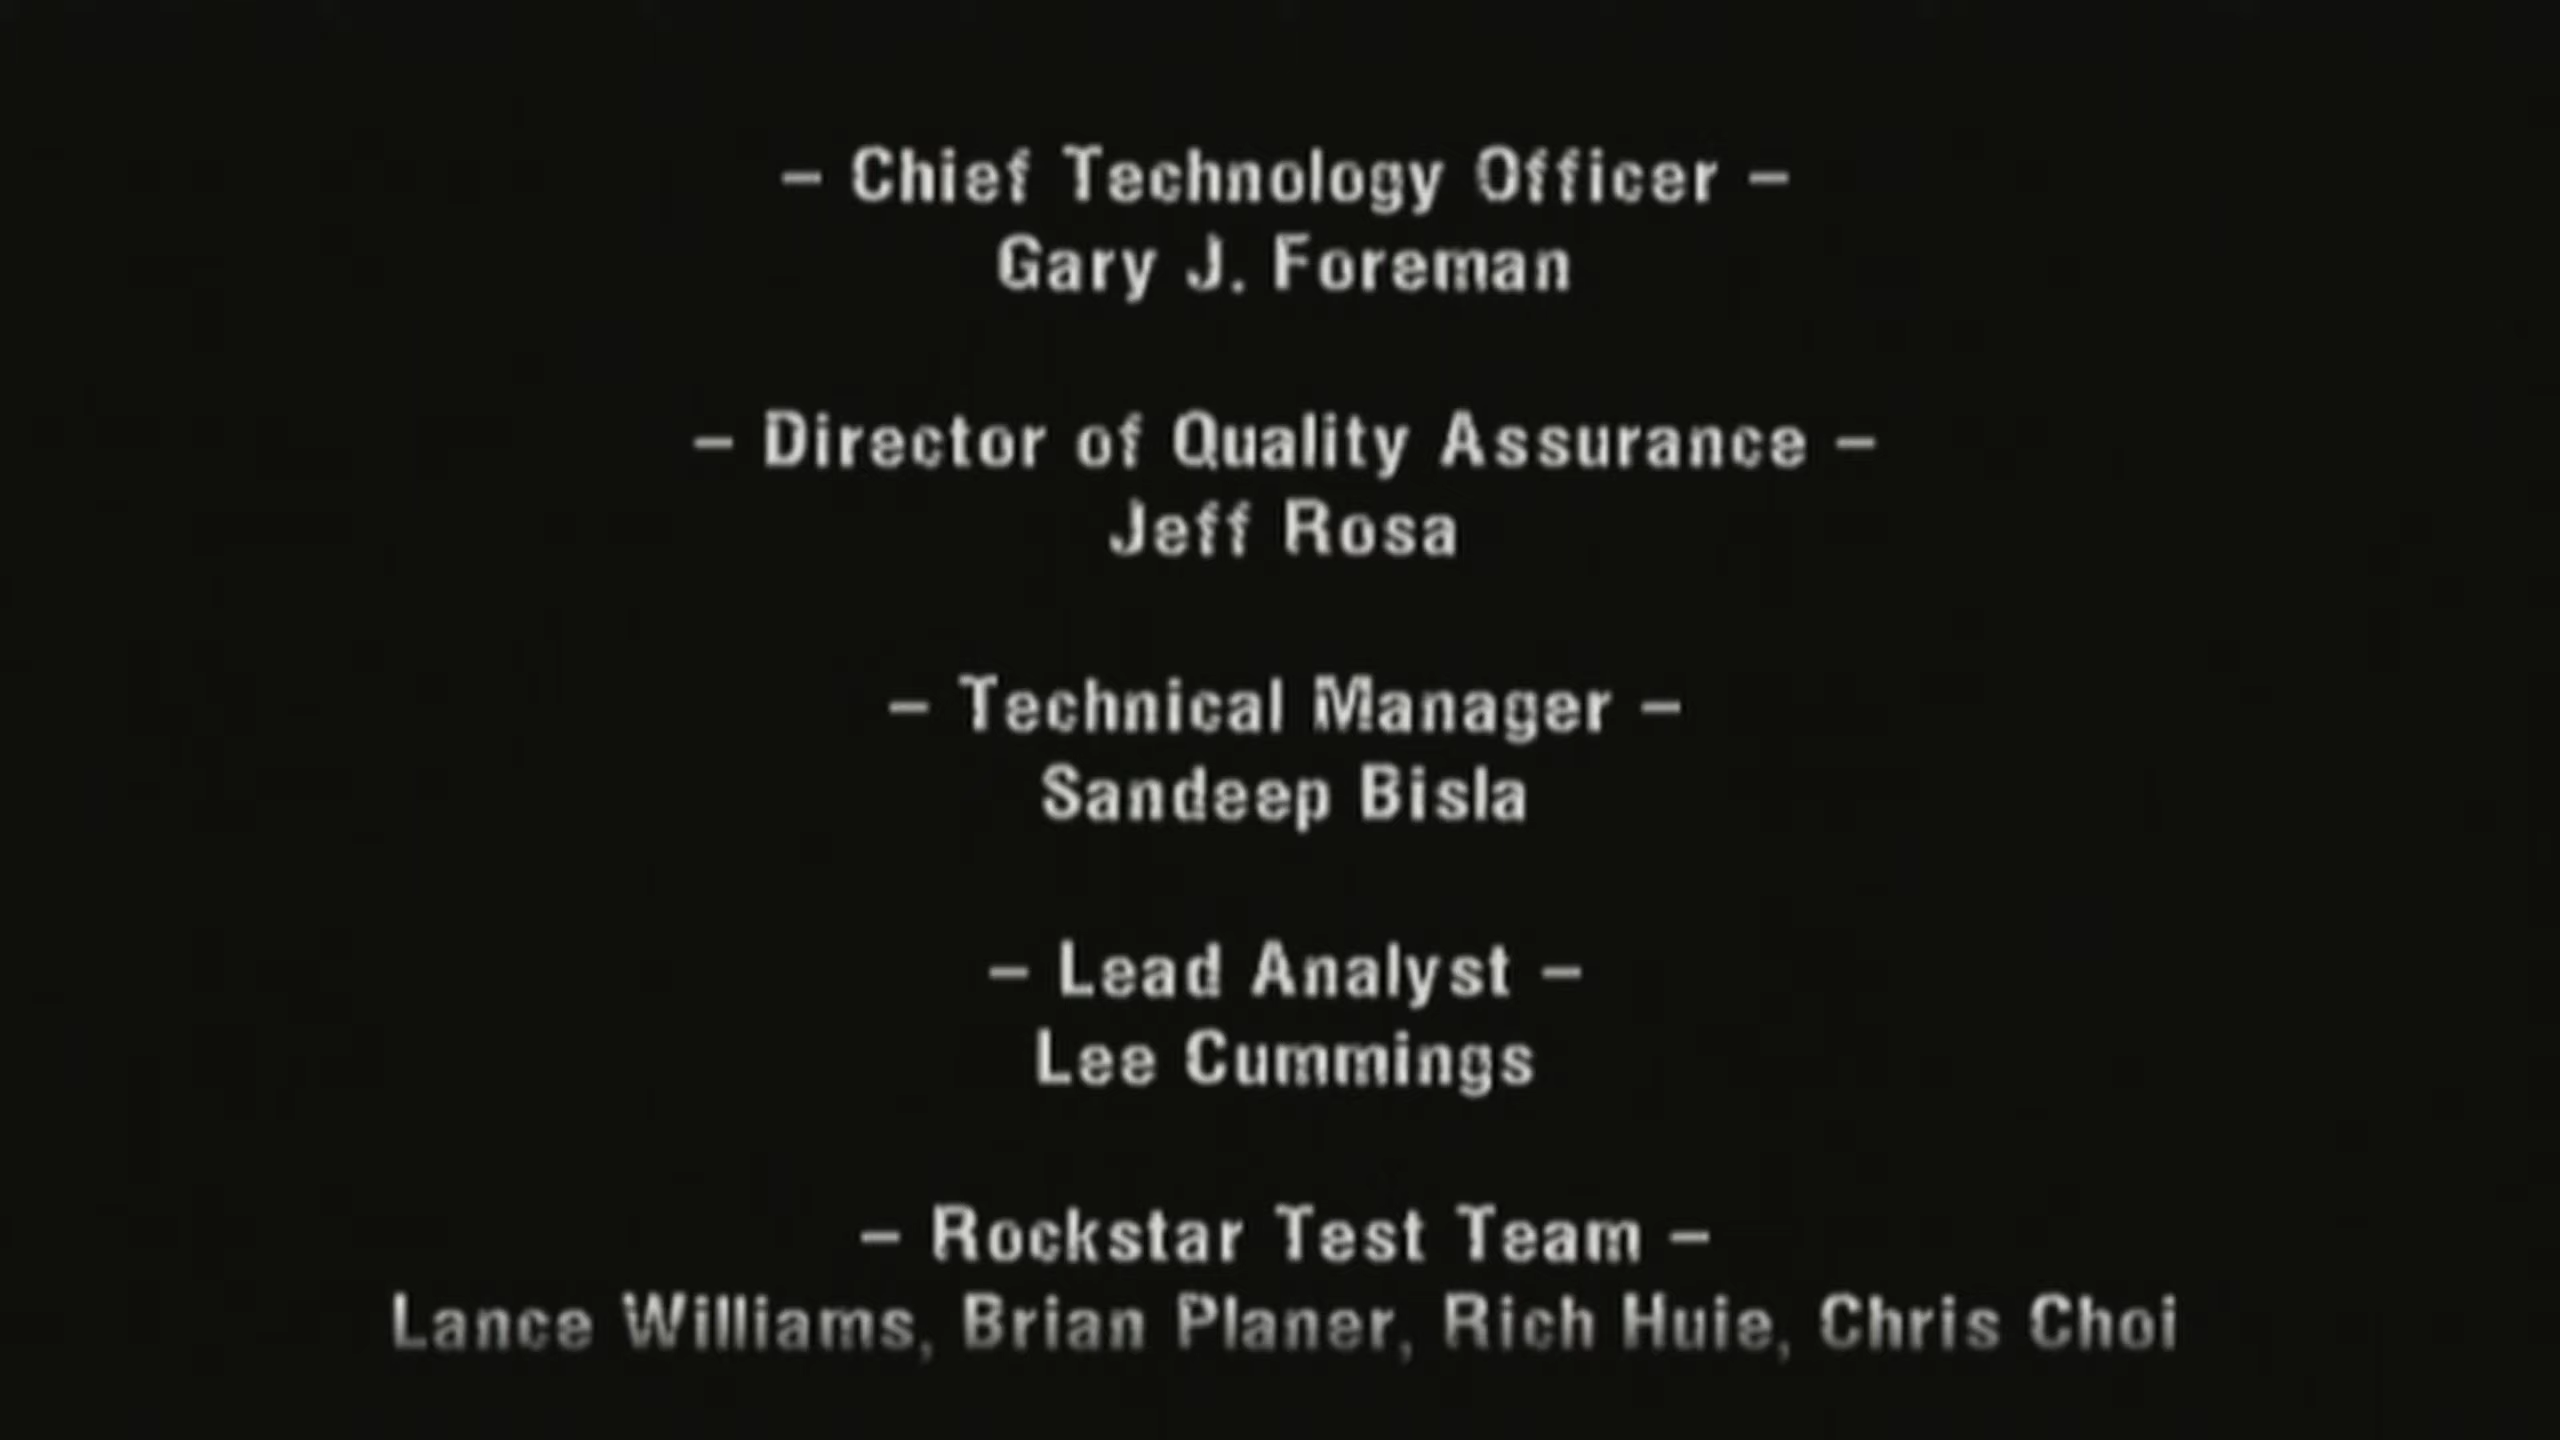 – Chief Technology Officer –
Gary J. Foreman
– Director of Quality Assurance –
Jeff Rosa
– Technical Manager –
Sandeep Bisla
– Lead Analyst –
Lee Cummings
– Rockstar Test Team –
Lance Williams, Brian Planer, Rich Huie, Chris Choi